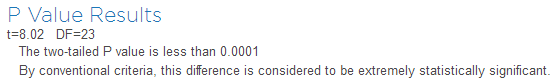 P Value Results
t=8.02 DF=23
The two-tailed P value is less than 0.0001
By conventional criteria, this difference is considered to be extremely statistically significant.